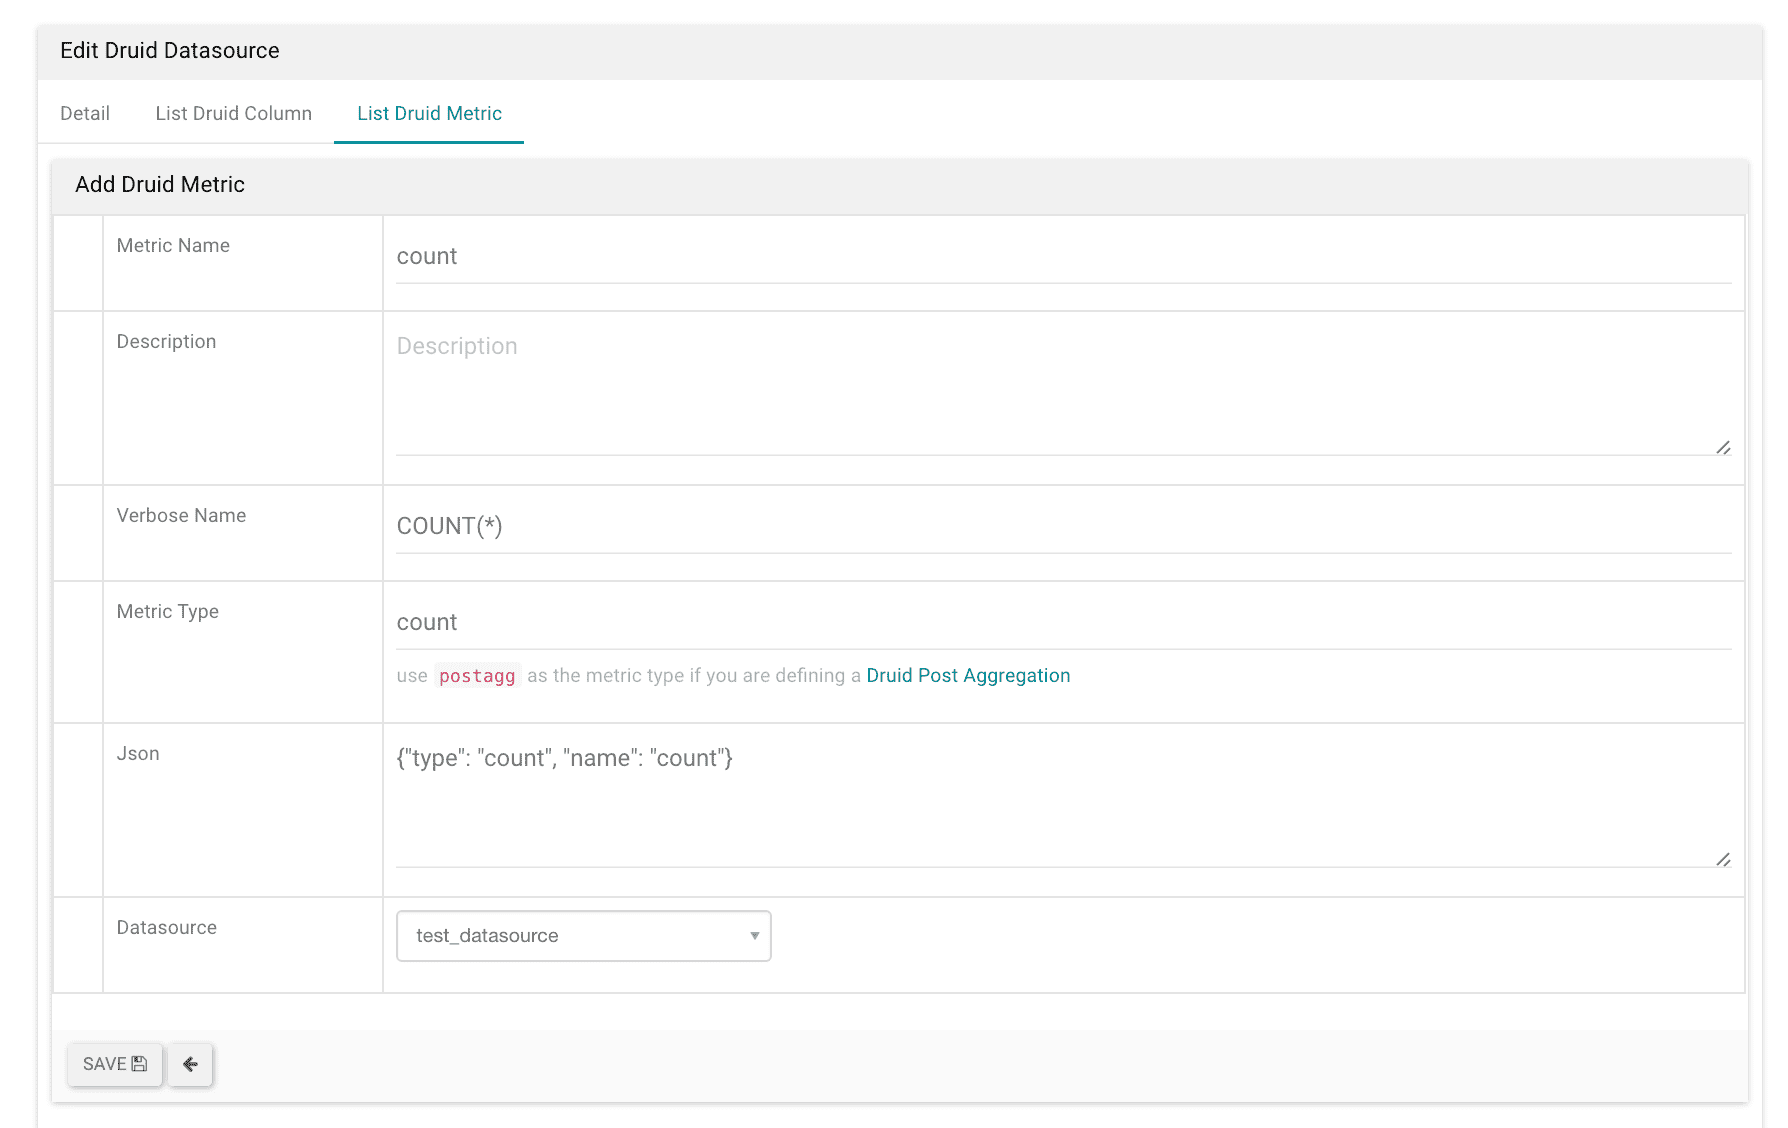 Edit Druid Datasource
Detail List Druid Column List Druid Metric
Add Druid Metric
Metric Name count
Description Description
Verbose Name COUNT(*)
Metric Type count
use postagg as the metric type if you are defining a Druid Post Aggregation
Json {"type": "count", "name": "count"}
Datasource test_datasource
SAVE